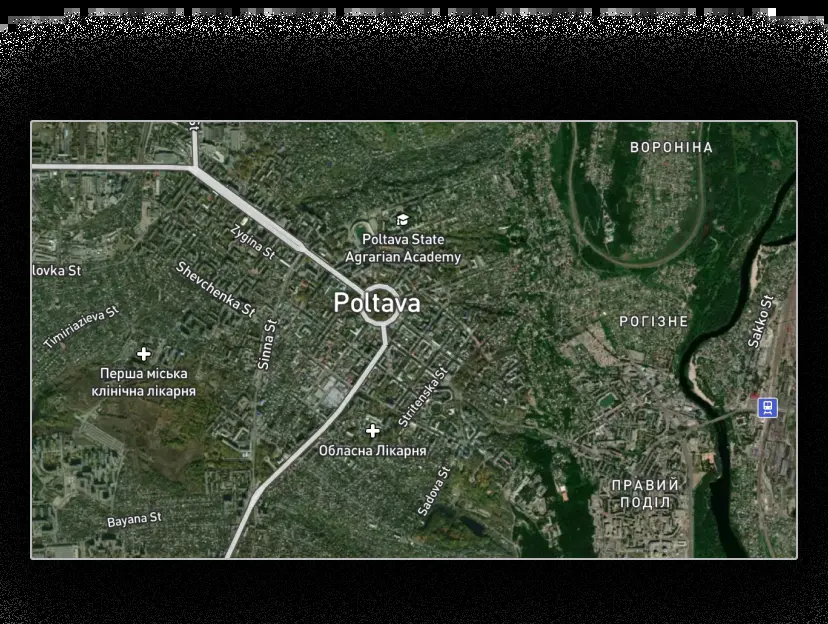 ВОРОНІНА
Zygina St
Poltava State
Agrarian Academy
lovka St
Shevchenka St
Poltava
Timiriazieva St
Sinna St
РОГІЗНЕ
Sakko St
Перша міська
клінічна лікарня
Stritenska St
Обласна Лікарня
Sadova St
ПРАВИЙ
ПОДІЛ
Bayana St